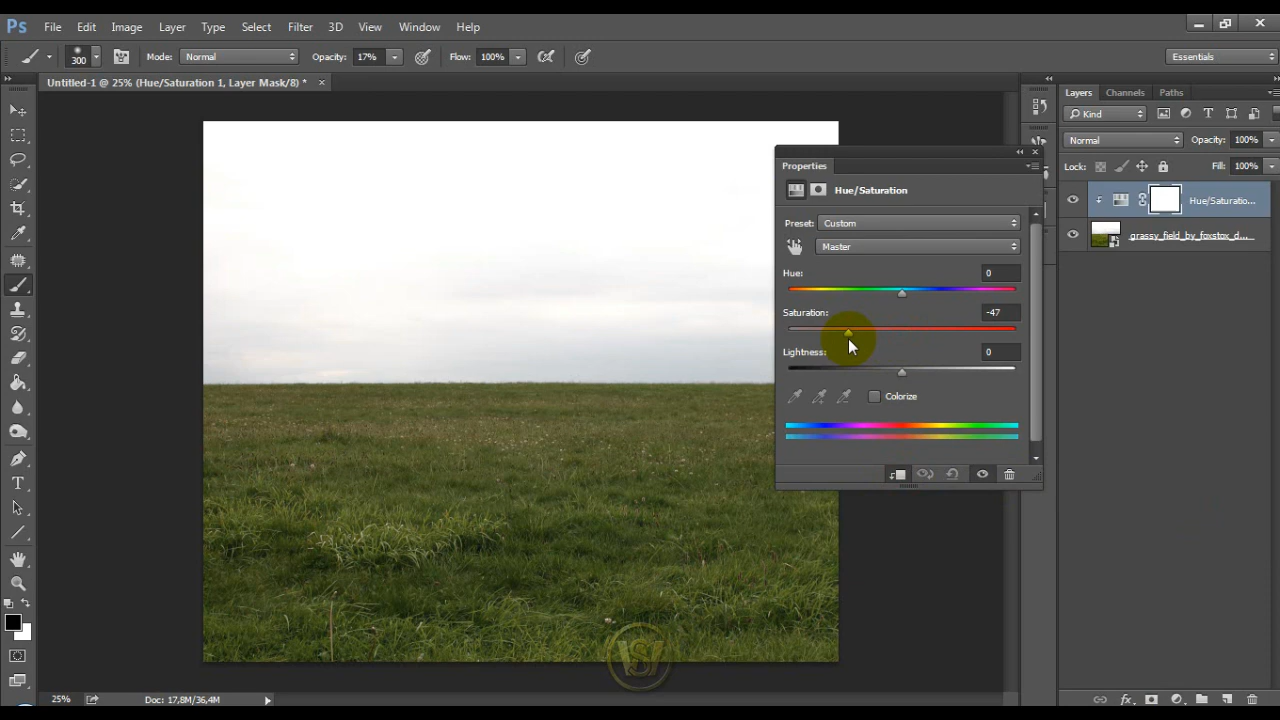 Ps File Edit Image Layer Type Select Filter 3D View Window Help
300 Mode: Normal Opacity: 17% Flow: 100% Essentials
Untitled-1 @ 25% (Hue/Saturation 1, Layer Mask/8) *
Layers Channels Paths
Kind
Normal Opacity: 100%
Lock: Fill: 100%
Hue/Saturatio...
grassy_field_by_foxstox_d...
Properties
Hue/Saturation
Preset: Custom
Master
Hue: 0
Saturation: -47
Lightness: 0
Colorize
25% Doc: 17,8M/36,4M